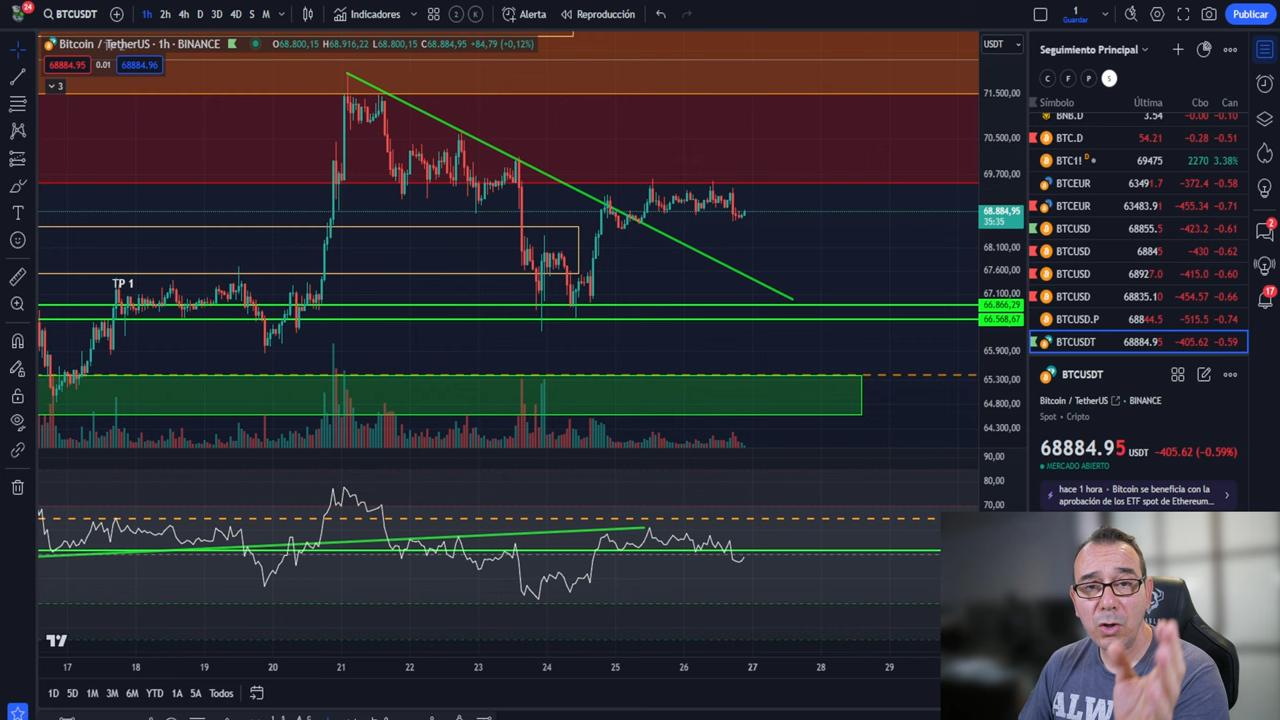 24
BTCUSDT
1h 2h 4h D 3D 4D S M
Indicadores
2 K
Alerta
Reproducción
1
Guardar
Publicar
Bitcoin / TetherUS · 1h · BINANCE
O68.800,15 H68.916,22 L68.800,15 C68.884,95 +84,79 (+0,12%)
68884.95 0.01 68884.96
3
TP 1
USDT
71.500,00
70.500,00
69.700,00
68.884,95
35:35
68.100,00
67.600,00
67.100,00
66.866,29
66.568,67
65.900,00
65.300,00
64.800,00
64.300,00
90,00
80,00
70,00
17 18 19 20 21 22 23 24 25 26 27 28 29
1D 5D 1M 3M 6M YTD 1A 5A Todos
Seguimiento Principal
C F P S
Símbolo Última Cbo Can
BNB.D 3.54 -0.00 -0.10
BTC.D 54.21 -0.28 -0.51
BTC1! D 69475 2270 3.38%
BTCEUR 63491.7 -372.4 -0.58
BTCEUR 63483.91 -455.34 -0.71
BTCUSD 68855.5 -423.2 -0.61
BTCUSD 68845 -430 -0.62
BTCUSD 68927.0 -415.0 -0.60
BTCUSD 68835.10 -454.57 -0.66
BTCUSD.P 68844.5 -515.5 -0.74
BTCUSDT 68884.95 -405.62 -0.59
BTCUSDT
Bitcoin / TetherUS · BINANCE
Spot · Cripto
68884.95 USDT -405.62 (-0.59%)
MERCADO ABIERTO
hace 1 hora · Bitcoin se beneficia con la
aprobación de los ETF spot de Ethereum...
2
17